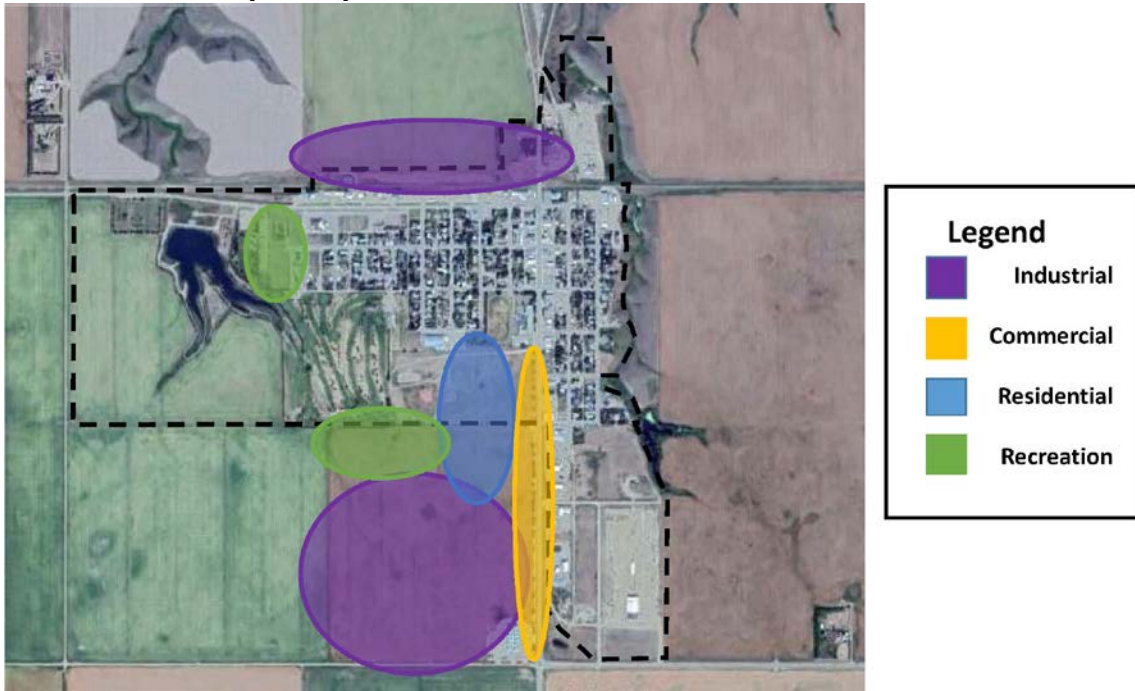 Legend
Industrial
Commercial
Residential
Recreation